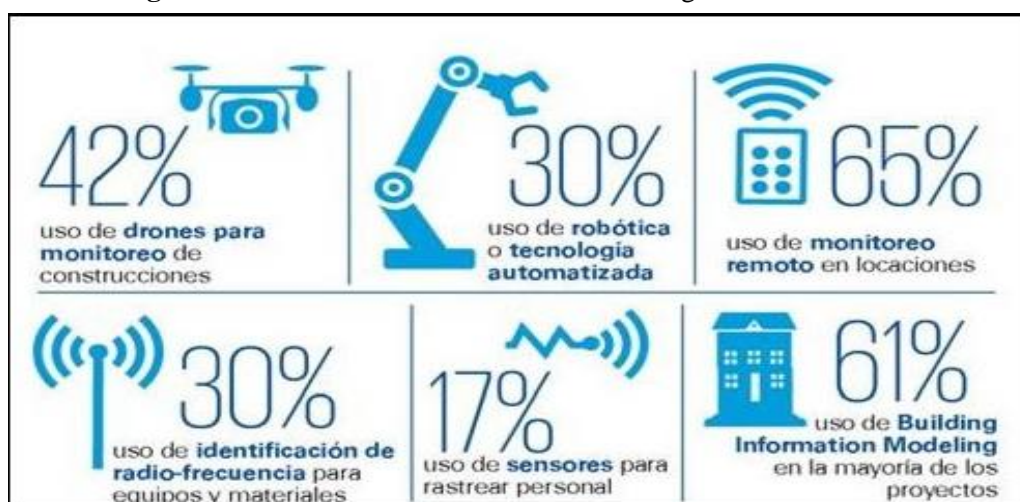 42%
uso de drones para
monitoreo de
construcciones
30%
uso de robótica
o tecnología
automatizada
65%
uso de monitoreo
remoto en locaciones
30%
uso de identificación de
radio-frecuencia para
equipos y materiales
17%
uso de sensores para
rastrear personal
61%
uso de Building
Information Modeling
en la mayoría de los
proyectos